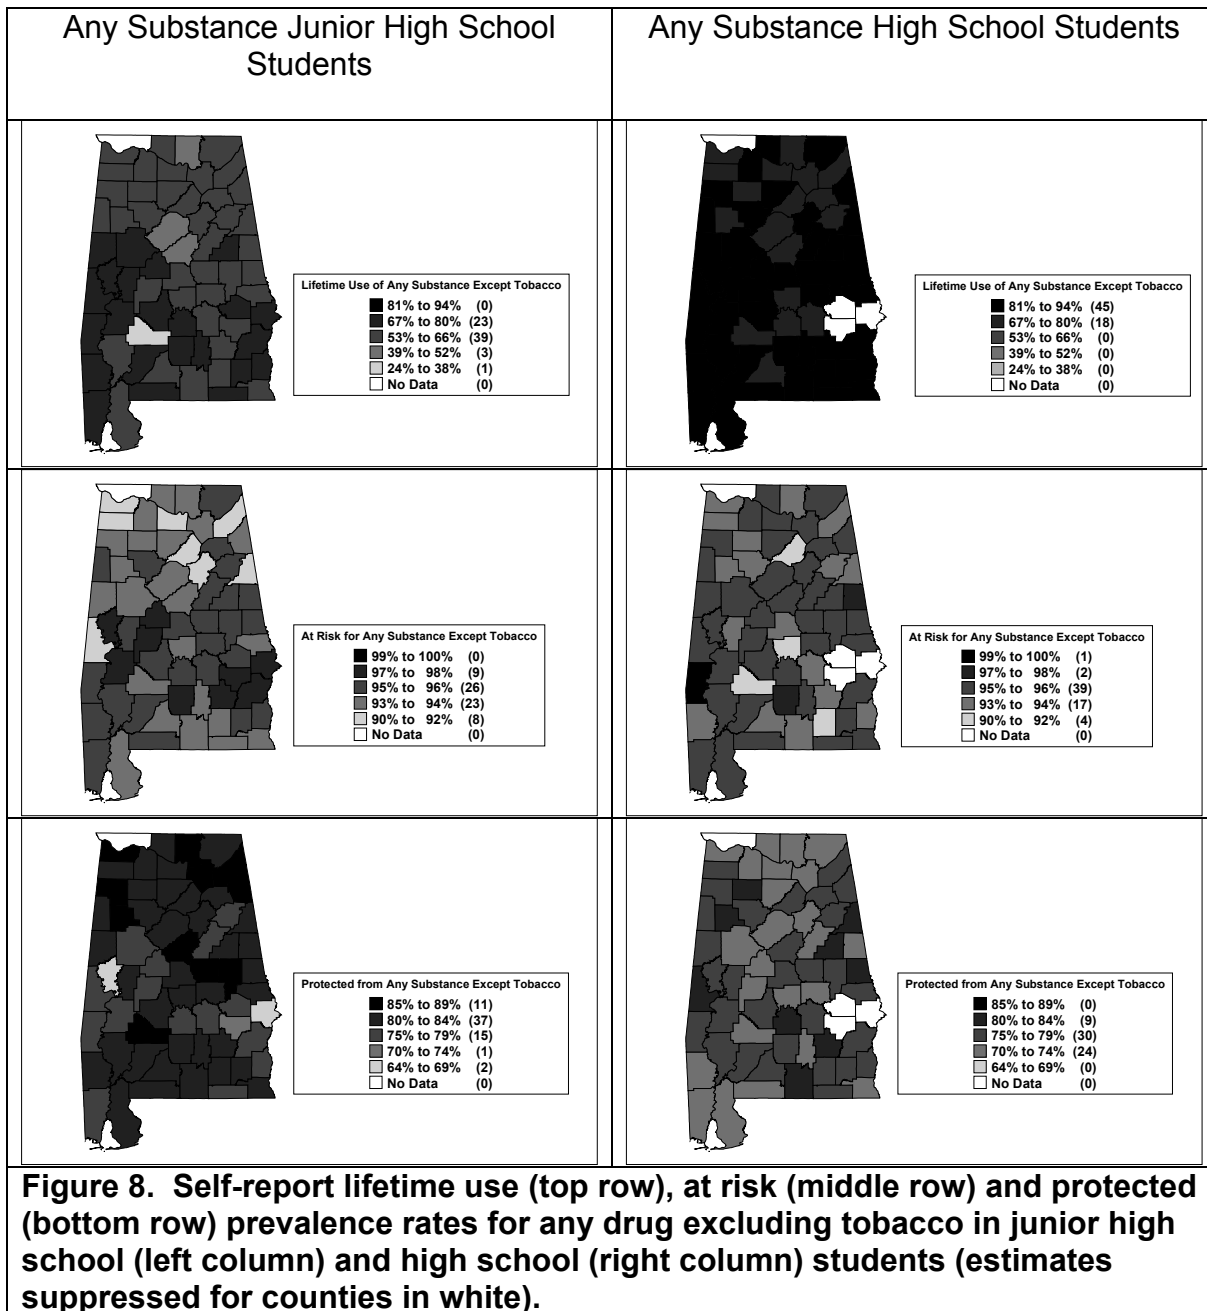 Any Substance Junior High School
Students
Any Substance High School Students
Lifetime Use of Any Substance Except Tobacco
81% to 94% (0)
67% to 80% (23)
53% to 66% (39)
39% to 52% (3)
24% to 38% (1)
No Data (0)
Lifetime Use of Any Substance Except Tobacco
81% to 94% (45)
67% to 80% (18)
53% to 66% (0)
39% to 52% (0)
24% to 38% (0)
No Data (0)
At Risk for Any Substance Except Tobacco
99% to 100% (0)
97% to 98% (9)
95% to 96% (26)
93% to 94% (23)
90% to 92% (8)
No Data (0)
At Risk for Any Substance Except Tobacco
99% to 100% (1)
97% to 98% (2)
95% to 96% (39)
93% to 94% (17)
90% to 92% (4)
No Data (0)
Protected from Any Substance Except Tobacco
85% to 89% (11)
80% to 84% (37)
75% to 79% (15)
70% to 74% (1)
64% to 69% (2)
No Data (0)
Protected from Any Substance Except Tobacco
85% to 89% (0)
80% to 84% (9)
75% to 79% (30)
70% to 74% (24)
64% to 69% (0)
No Data (0)
Figure 8. Self-report lifetime use (top row), at risk (middle row) and protected
(bottom row) prevalence rates for any drug excluding tobacco in junior high
school (left column) and high school (right column) students (estimates
suppressed for counties in white).